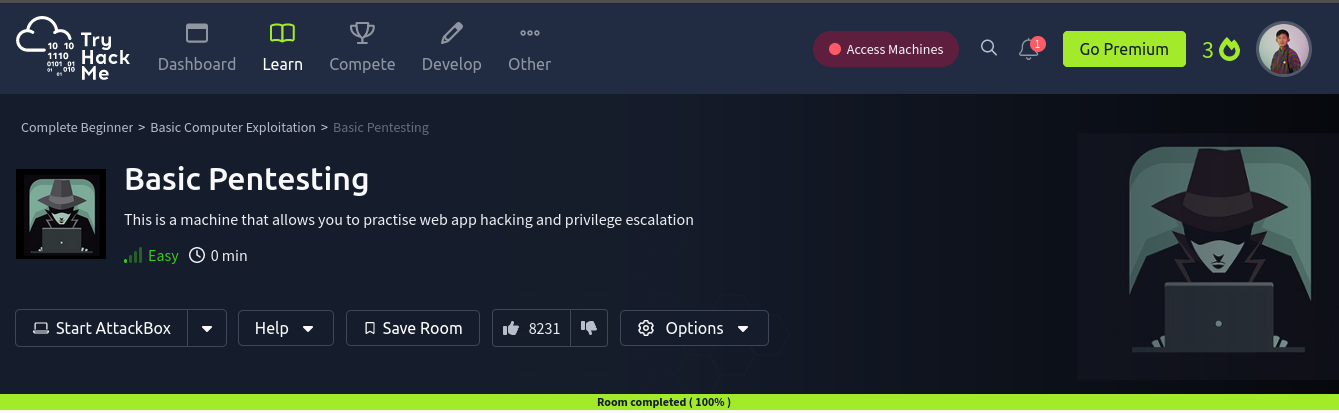 Try
Hack
Me
10 10
1110
0101 01
01 010
01
Dashboard
Learn
Compete
Develop
Other
Access Machines
1
Go Premium
3
Complete Beginner > Basic Computer Exploitation > Basic Pentesting
Basic Pentesting
This is a machine that allows you to practise web app hacking and privilege escalation
Easy 0 min
Start AttackBox
Help
Save Room
8231
Options
Room completed ( 100% )